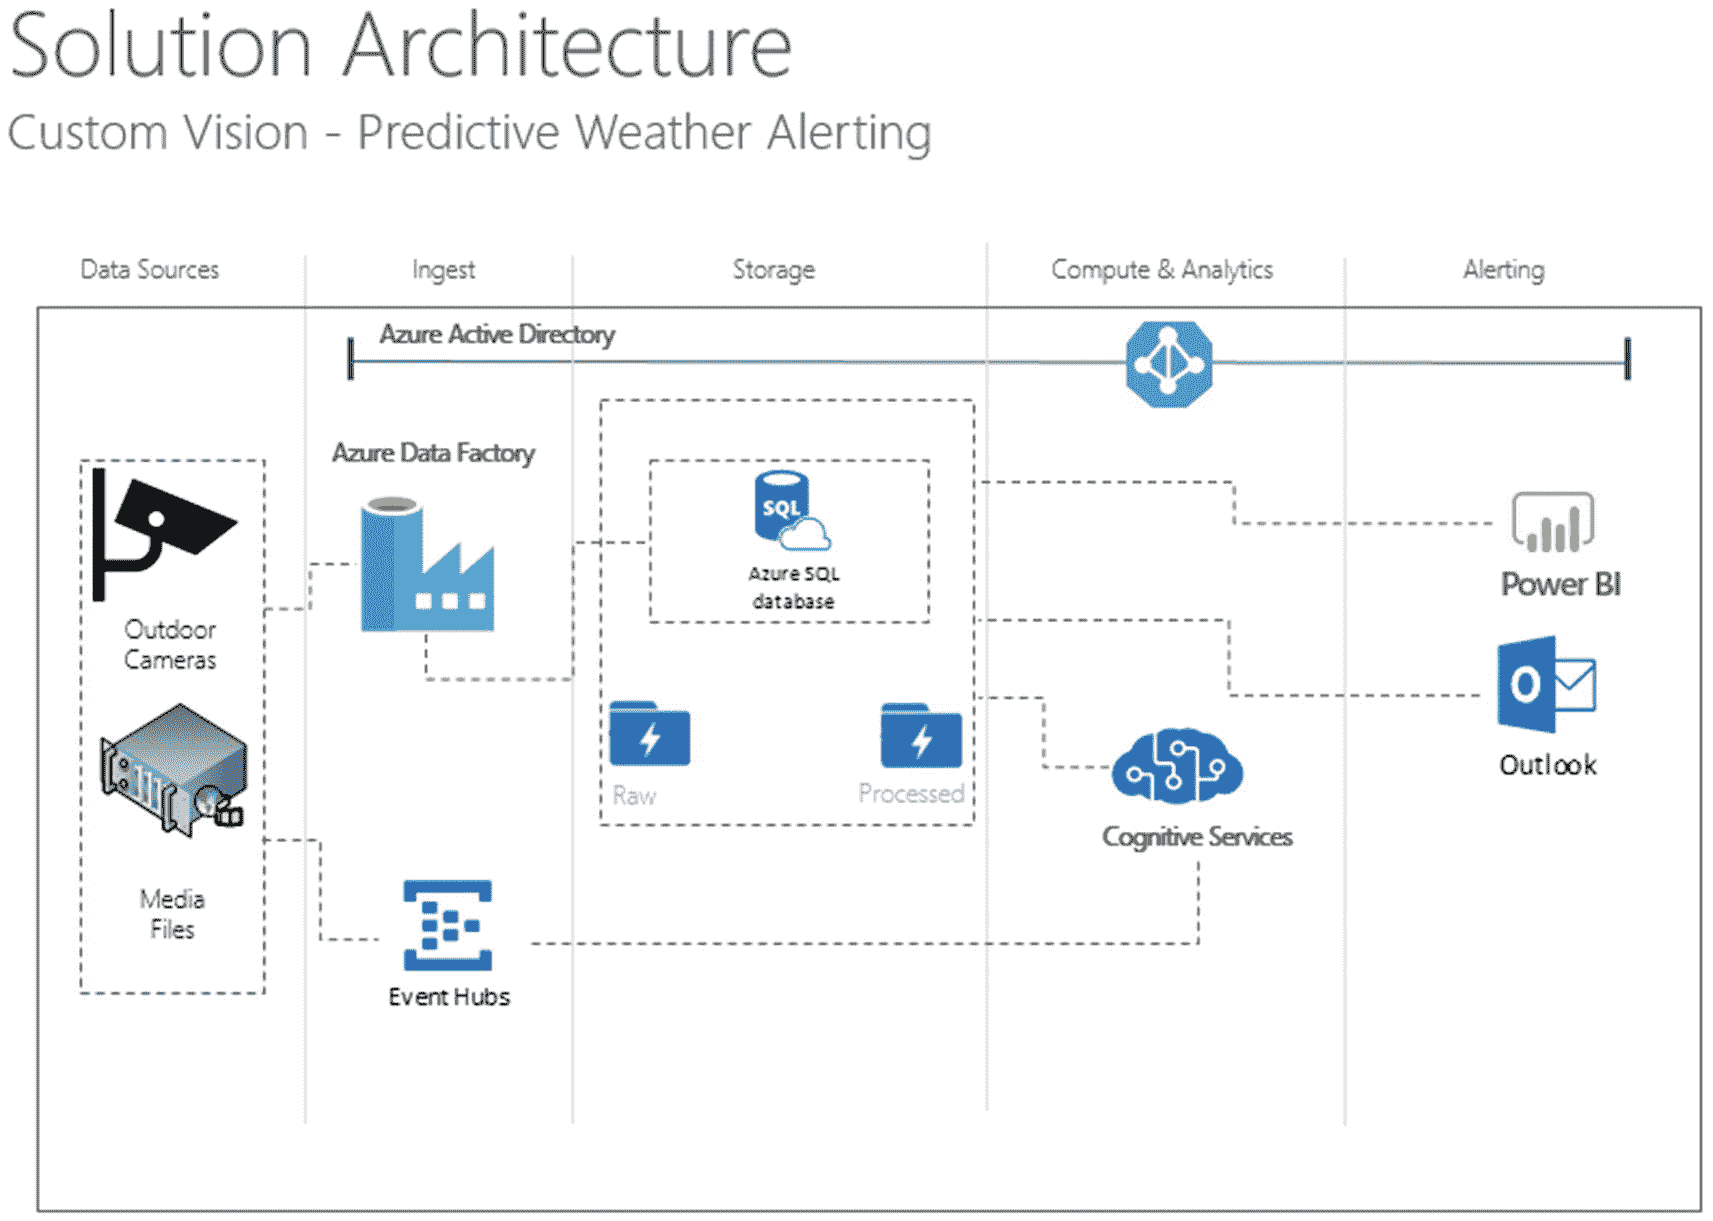 Solution Architecture
Custom Vision - Predictive Weather Alerting
Data Sources
Ingest
Storage
Compute & Analytics
Alerting
Azure Active Directory
Azure Data Factory
SQL
Azure SQL
database
Power BI
Outdoor
Cameras
O
Outlook
Raw
Processed
Cognitive Services
Media
Files
Event Hubs